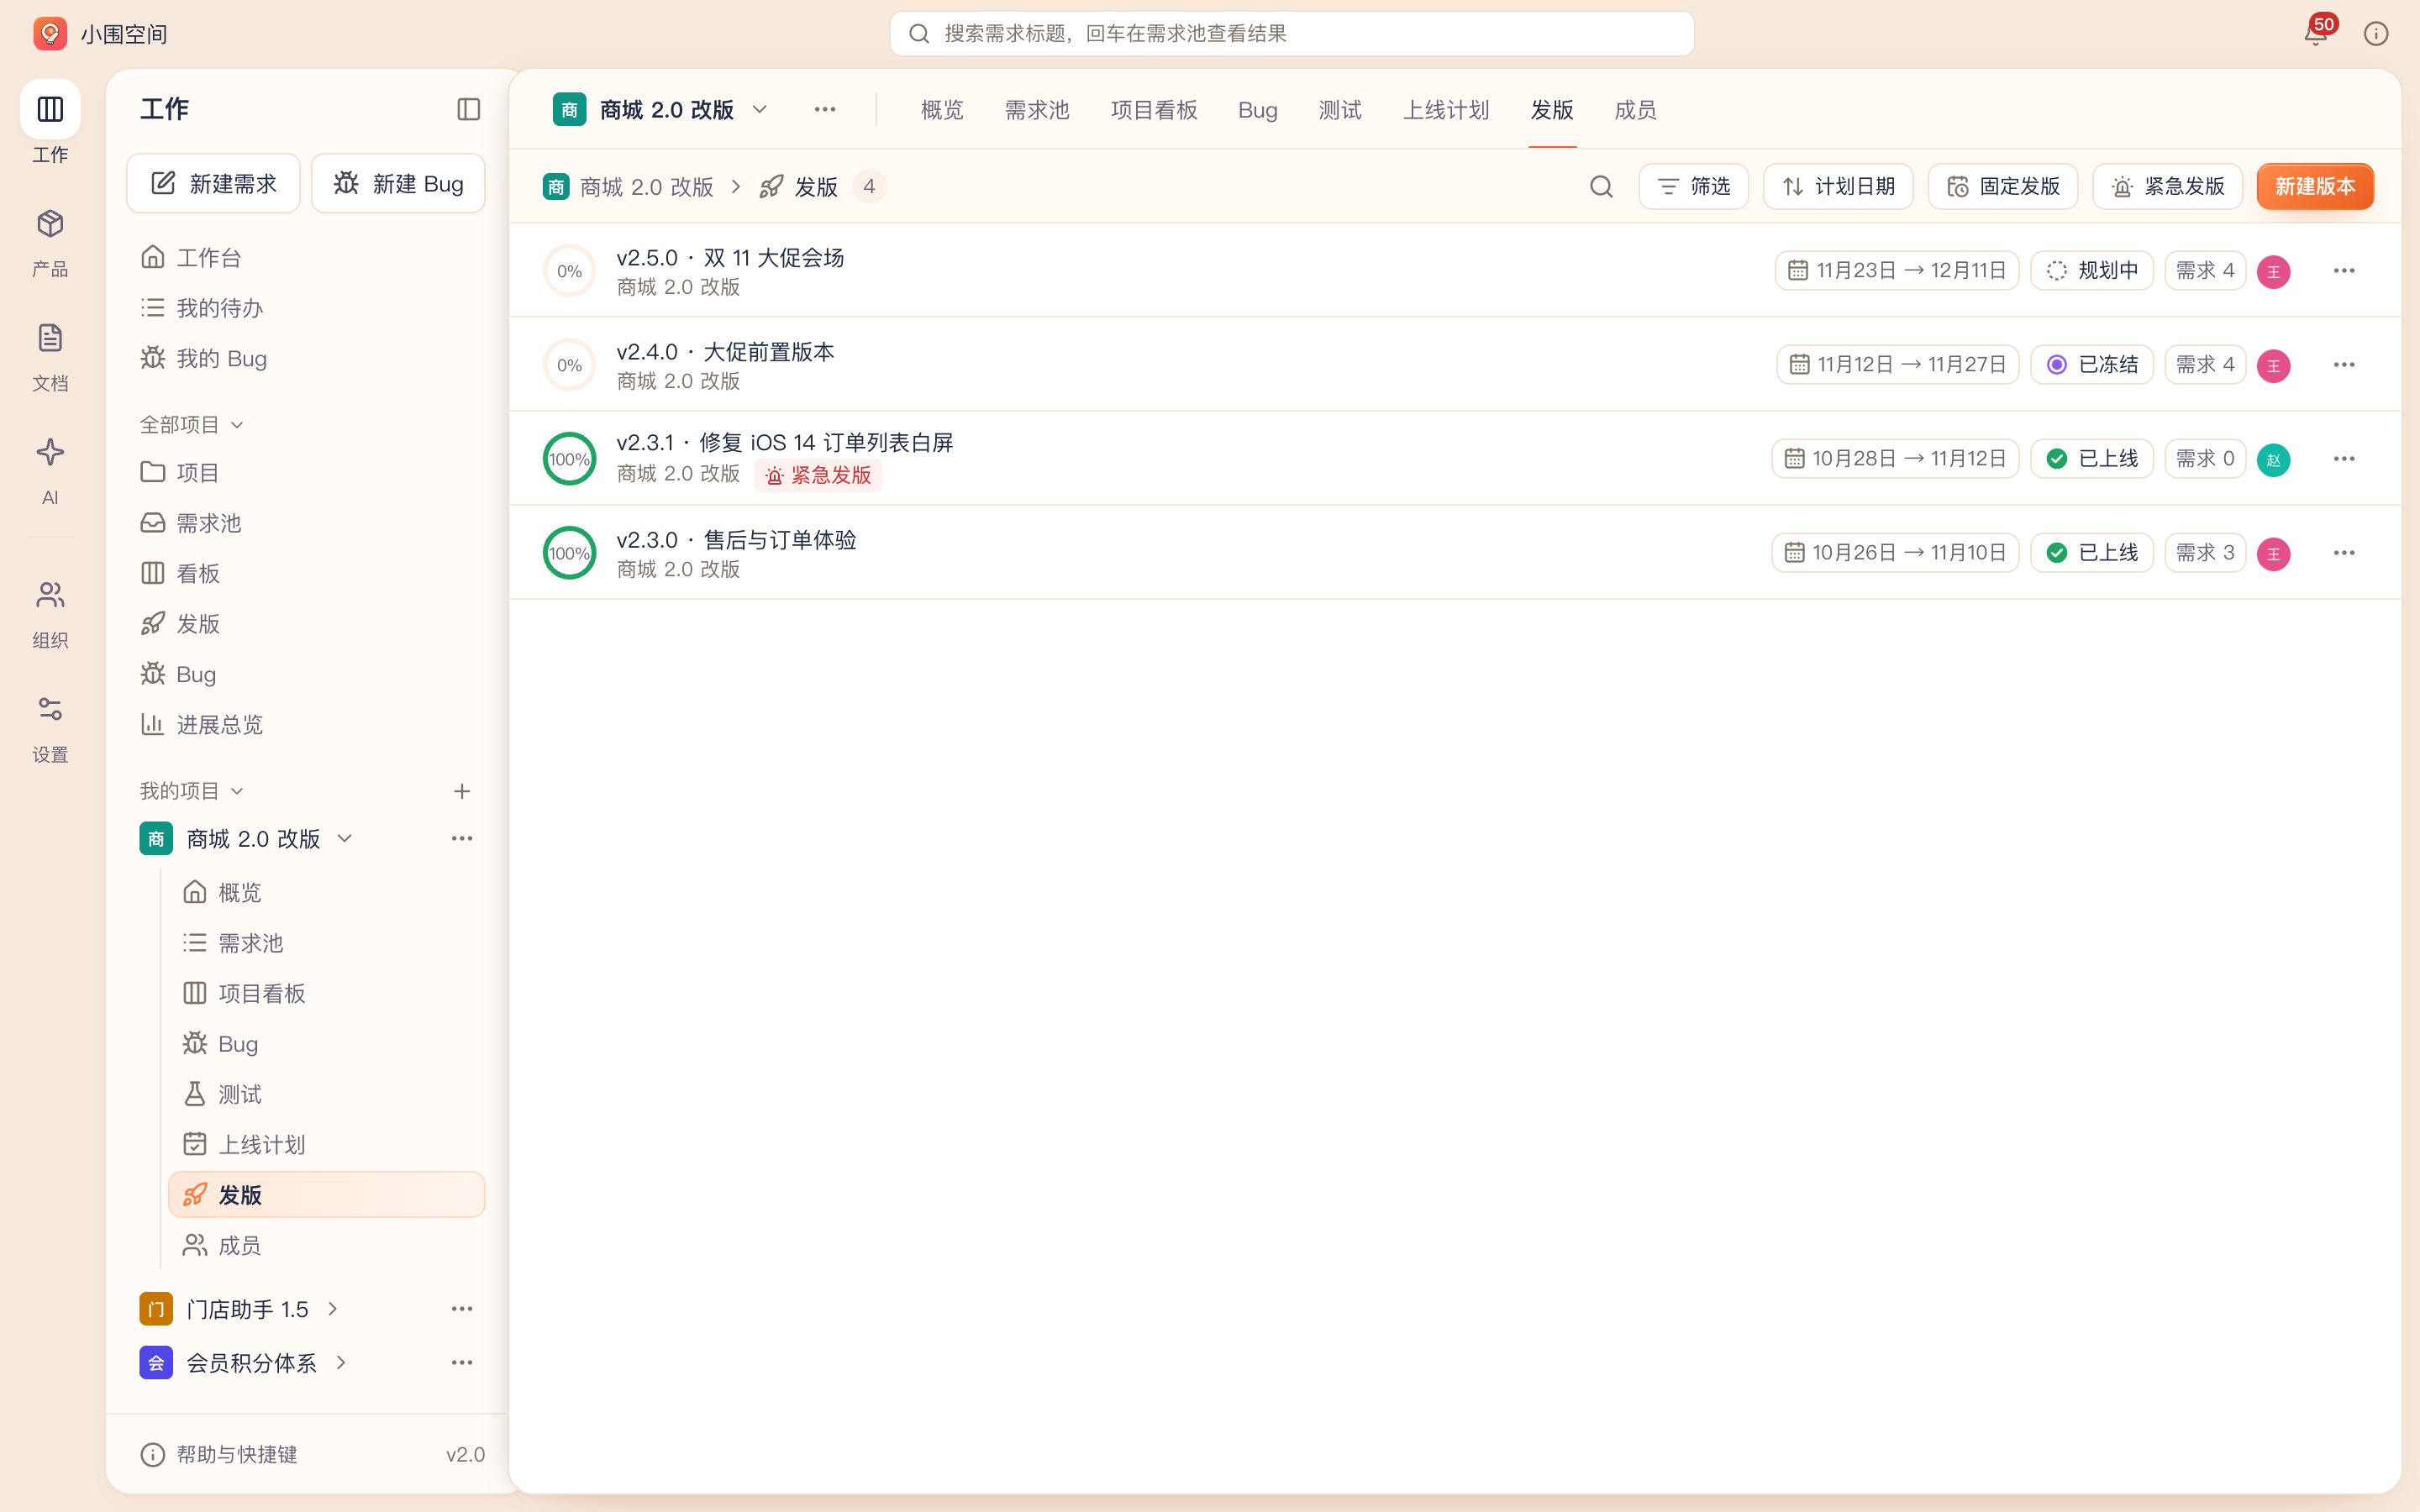 小围空间
搜索需求标题，回车在需求池查看结果
50
工作
产品
文档
AI
组织
设置
工作
新建需求
新建 Bug
工作台
我的待办
我的 Bug
全部项目
项目
需求池
看板
发版
Bug
进展总览
我的项目
商 商城 2.0 改版
概览
需求池
项目看板
Bug
测试
上线计划
发版
成员
门 门店助手 1.5
会 会员积分体系
帮助与快捷键 v2.0
商 商城 2.0 改版 概览 需求池 项目看板 Bug 测试 上线计划 发版 成员
商 商城 2.0 改版 发版 4 筛选 计划日期 固定发版 紧急发版 新建版本
0% v2.5.0 · 双 11 大促会场
商城 2.0 改版
11月23日 → 12月11日 规划中 需求 4 王
0% v2.4.0 · 大促前置版本
商城 2.0 改版
11月12日 → 11月27日 已冻结 需求 4 王
100% v2.3.1 · 修复 iOS 14 订单列表白屏
商城 2.0 改版 紧急发版
10月28日 → 11月12日 已上线 需求 0 赵
100% v2.3.0 · 售后与订单体验
商城 2.0 改版
10月26日 → 11月10日 已上线 需求 3 王